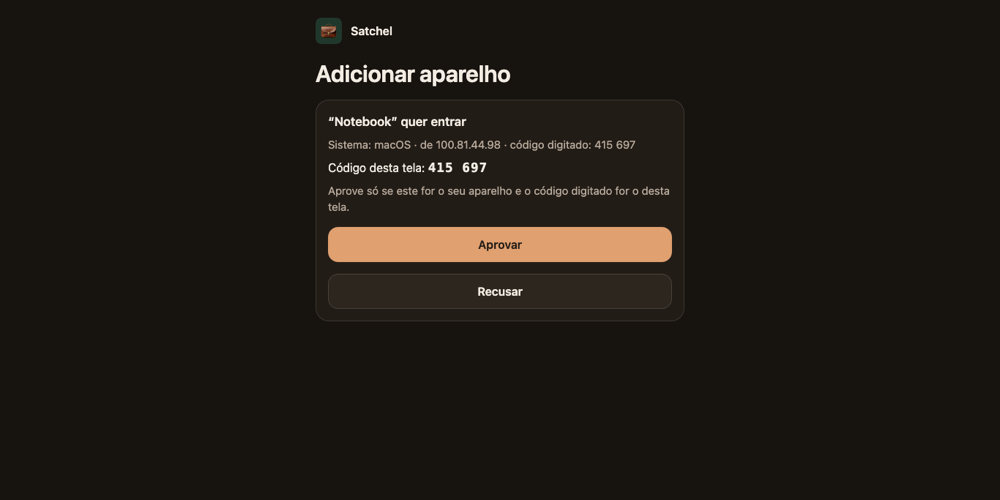 Satchel
Adicionar aparelho
“Notebook” quer entrar
Sistema: macOS · de 100.81.44.98 · código digitado: 415 697
Código desta tela: 415 697
Aprove só se este for o seu aparelho e o código digitado for o desta
tela.
Aprovar
Recusar